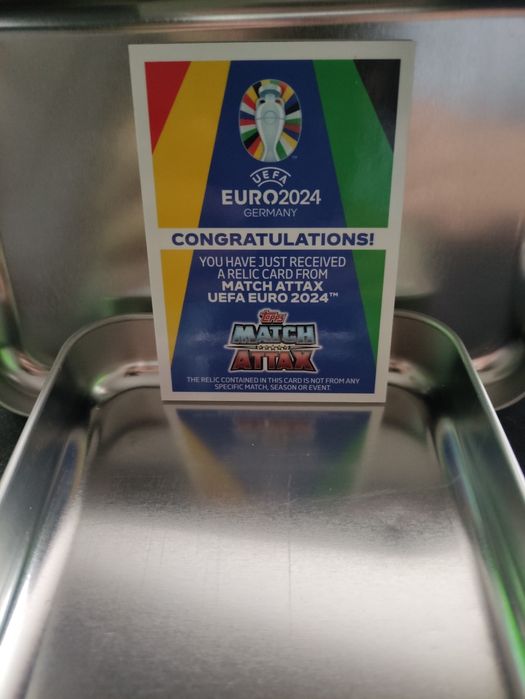 UEFA
EURO2024
GERMANY
CONGRATULATIONS!
YOU HAVE JUST RECEIVED
A RELIC CARD FROM
MATCH ATTAX
UEFA EURO 2024™
Topps
MATCH
ATTAX
THE RELIC CONTAINED IN THIS CARD IS NOT FROM ANY
SPECIFIC MATCH, SEASON OR EVENT.